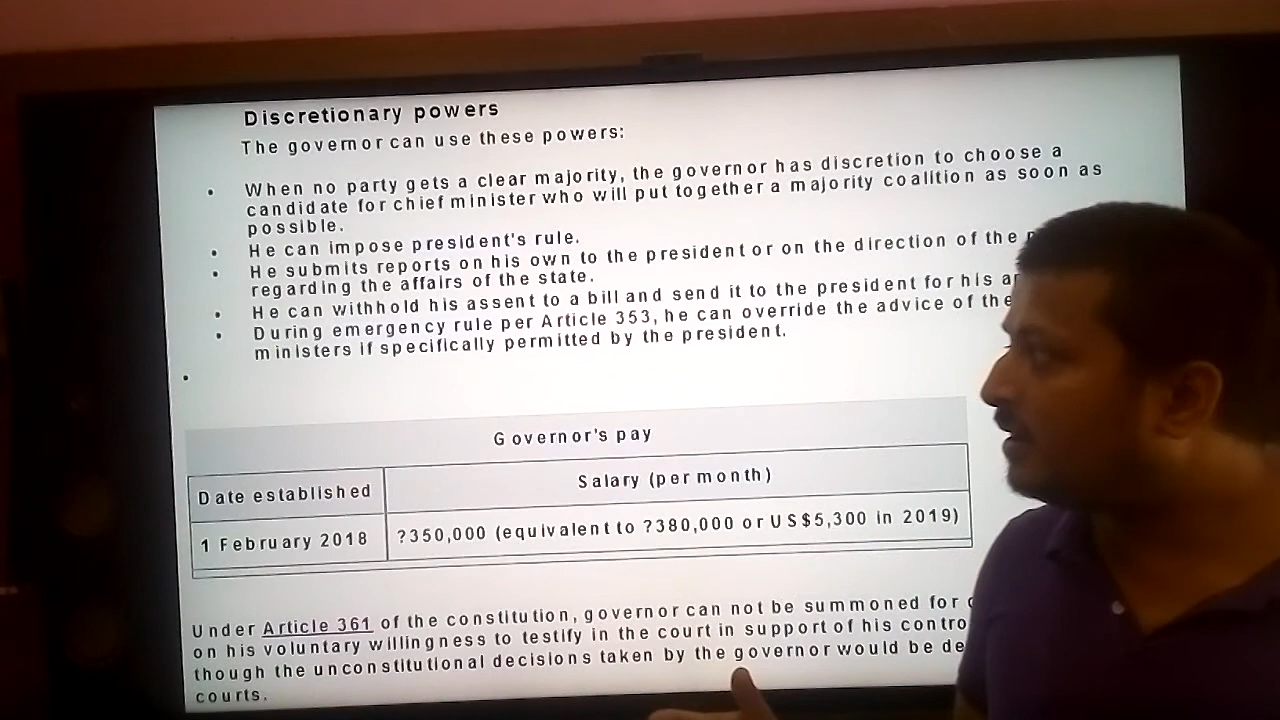 Discretionary powers
The governor can use these powers:
• When no party gets a clear majority, the governor has discretion to choose a
candidate for chief minister who will put together a majority coalition as soon as
possible.
• He can impose president's rule.
• He submits reports on his own to the president or on the direction of the
regarding the affairs of the state.
• He can withhold his assent to a bill and send it to the president for his
• During emergency rule per Article 353, he can override the advice of the
ministers if specifically permitted by the president.
•
Governor's pay
Date established Salary (per month)
1 February 2018 ?350,000 (equivalent to ?380,000 or US$5,300 in 2019)
Under Article 361 of the constitution, governor can not be summoned for
on his voluntary willingness to testify in the court in support of his
though the unconstitutional decisions taken by the governor would be
courts.